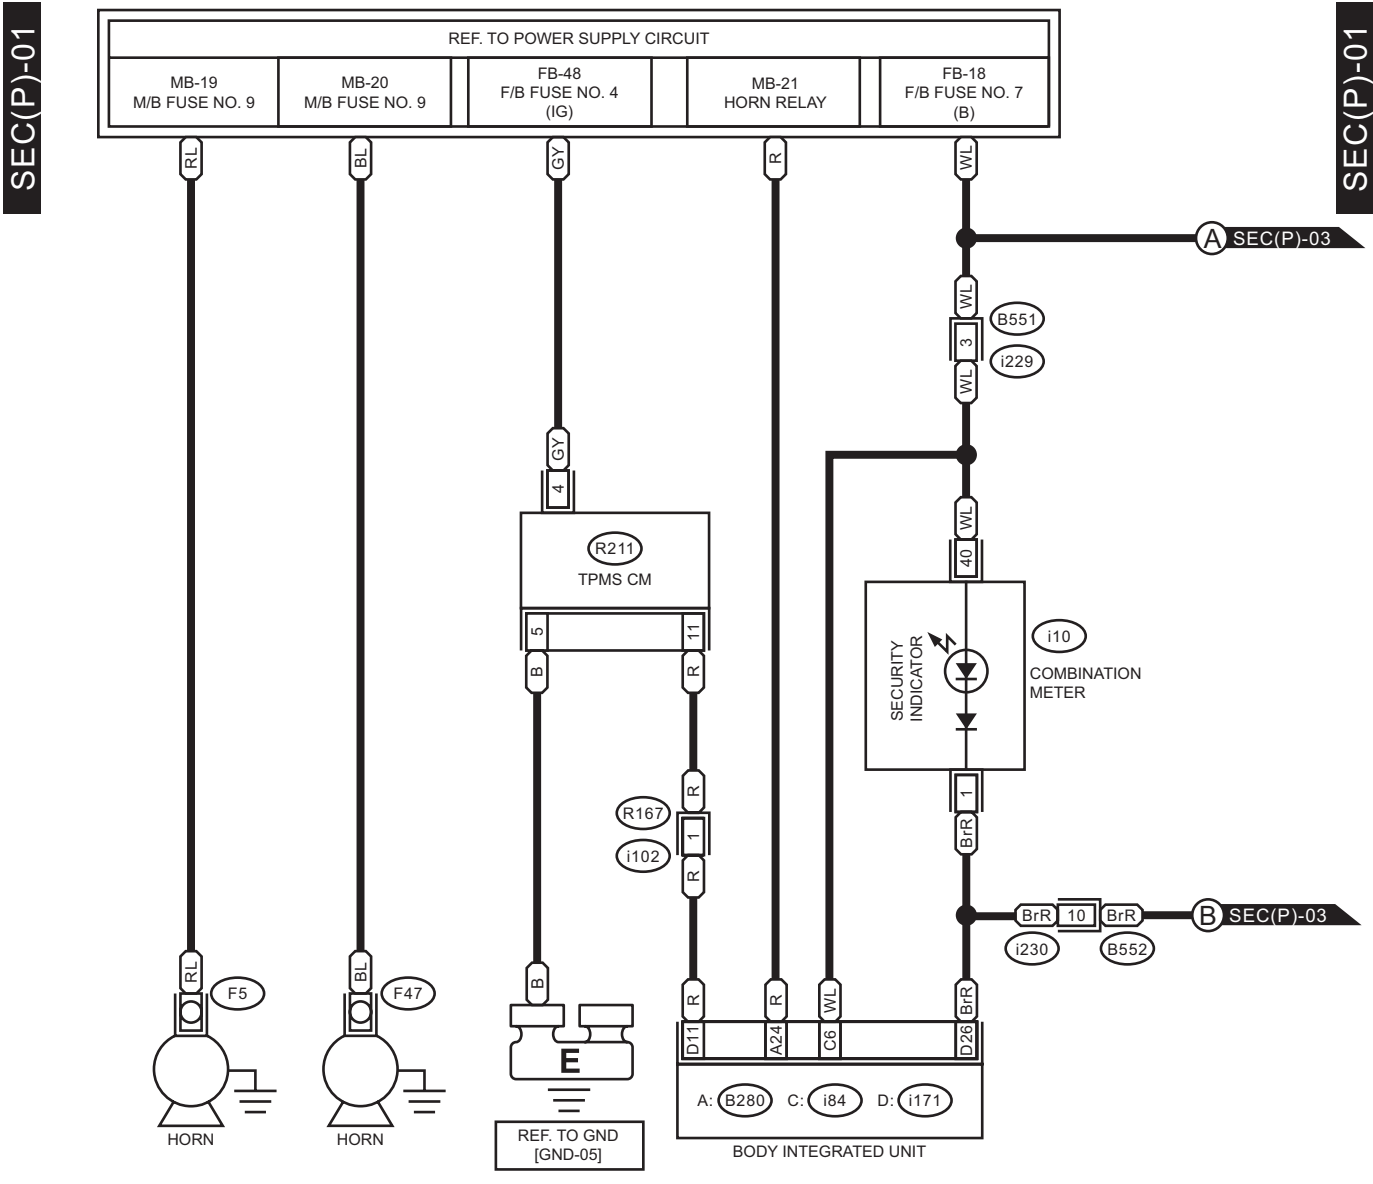 SEC(P)-01
SEC(P)-01
REF. TO POWER SUPPLY CIRCUIT
MB-19
M/B FUSE NO. 9
MB-20
M/B FUSE NO. 9
FB-48
F/B FUSE NO. 4
(IG)
MB-21
HORN RELAY
FB-18
F/B FUSE NO. 7
(B)
RL
BL
GY
R
WL
A
SEC(P)-03
WL
B551
3
i229
WL
GY
4
WL
40
R211
TPMS CM
5
11
B
R
SECURITY
INDICATOR
i10
COMBINATION
METER
R
R167
1
i102
R
1
BrR
BrR
10
BrR
B
SEC(P)-03
i230
B552
RL
F5
BL
F47
B
R
R
WL
BrR
D11
A24
C6
D26
E
A:
B280
C:
i84
D:
i171
HORN
HORN
REF. TO GND
[GND-05]
BODY INTEGRATED UNIT